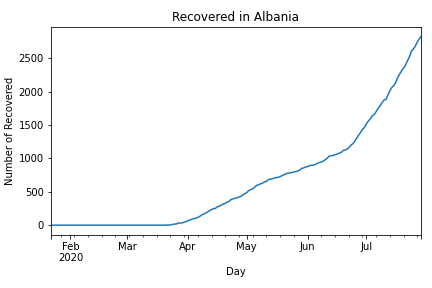 Recovered in Albania
Number of Recovered
2500
2000
1500
1000
500
0
Feb Mar Apr May Jun Jul
2020
Day